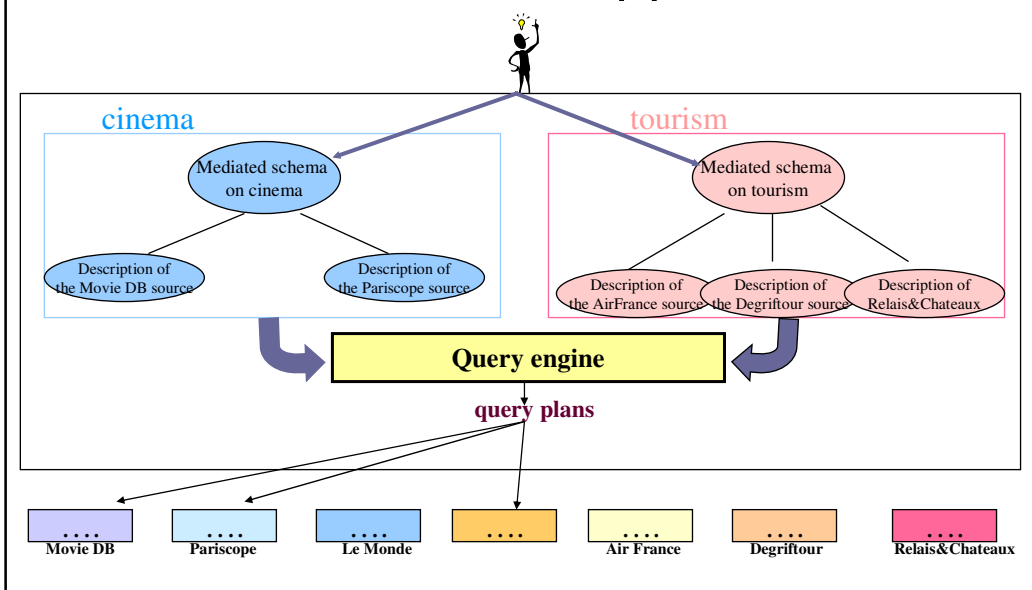 cinema
tourism
Mediated schema
on cinema
Mediated schema
on tourism
Description of
the Movie DB source
Description of
the Pariscope source
Description of
the AirFrance source
Description of
the Degriftour source
Description of
Relais&Chateaux
Query engine
query plans
....
Movie DB
....
Pariscope
....
Le Monde
....
....
Air France
....
Degriftour
....
Relais&Chateaux